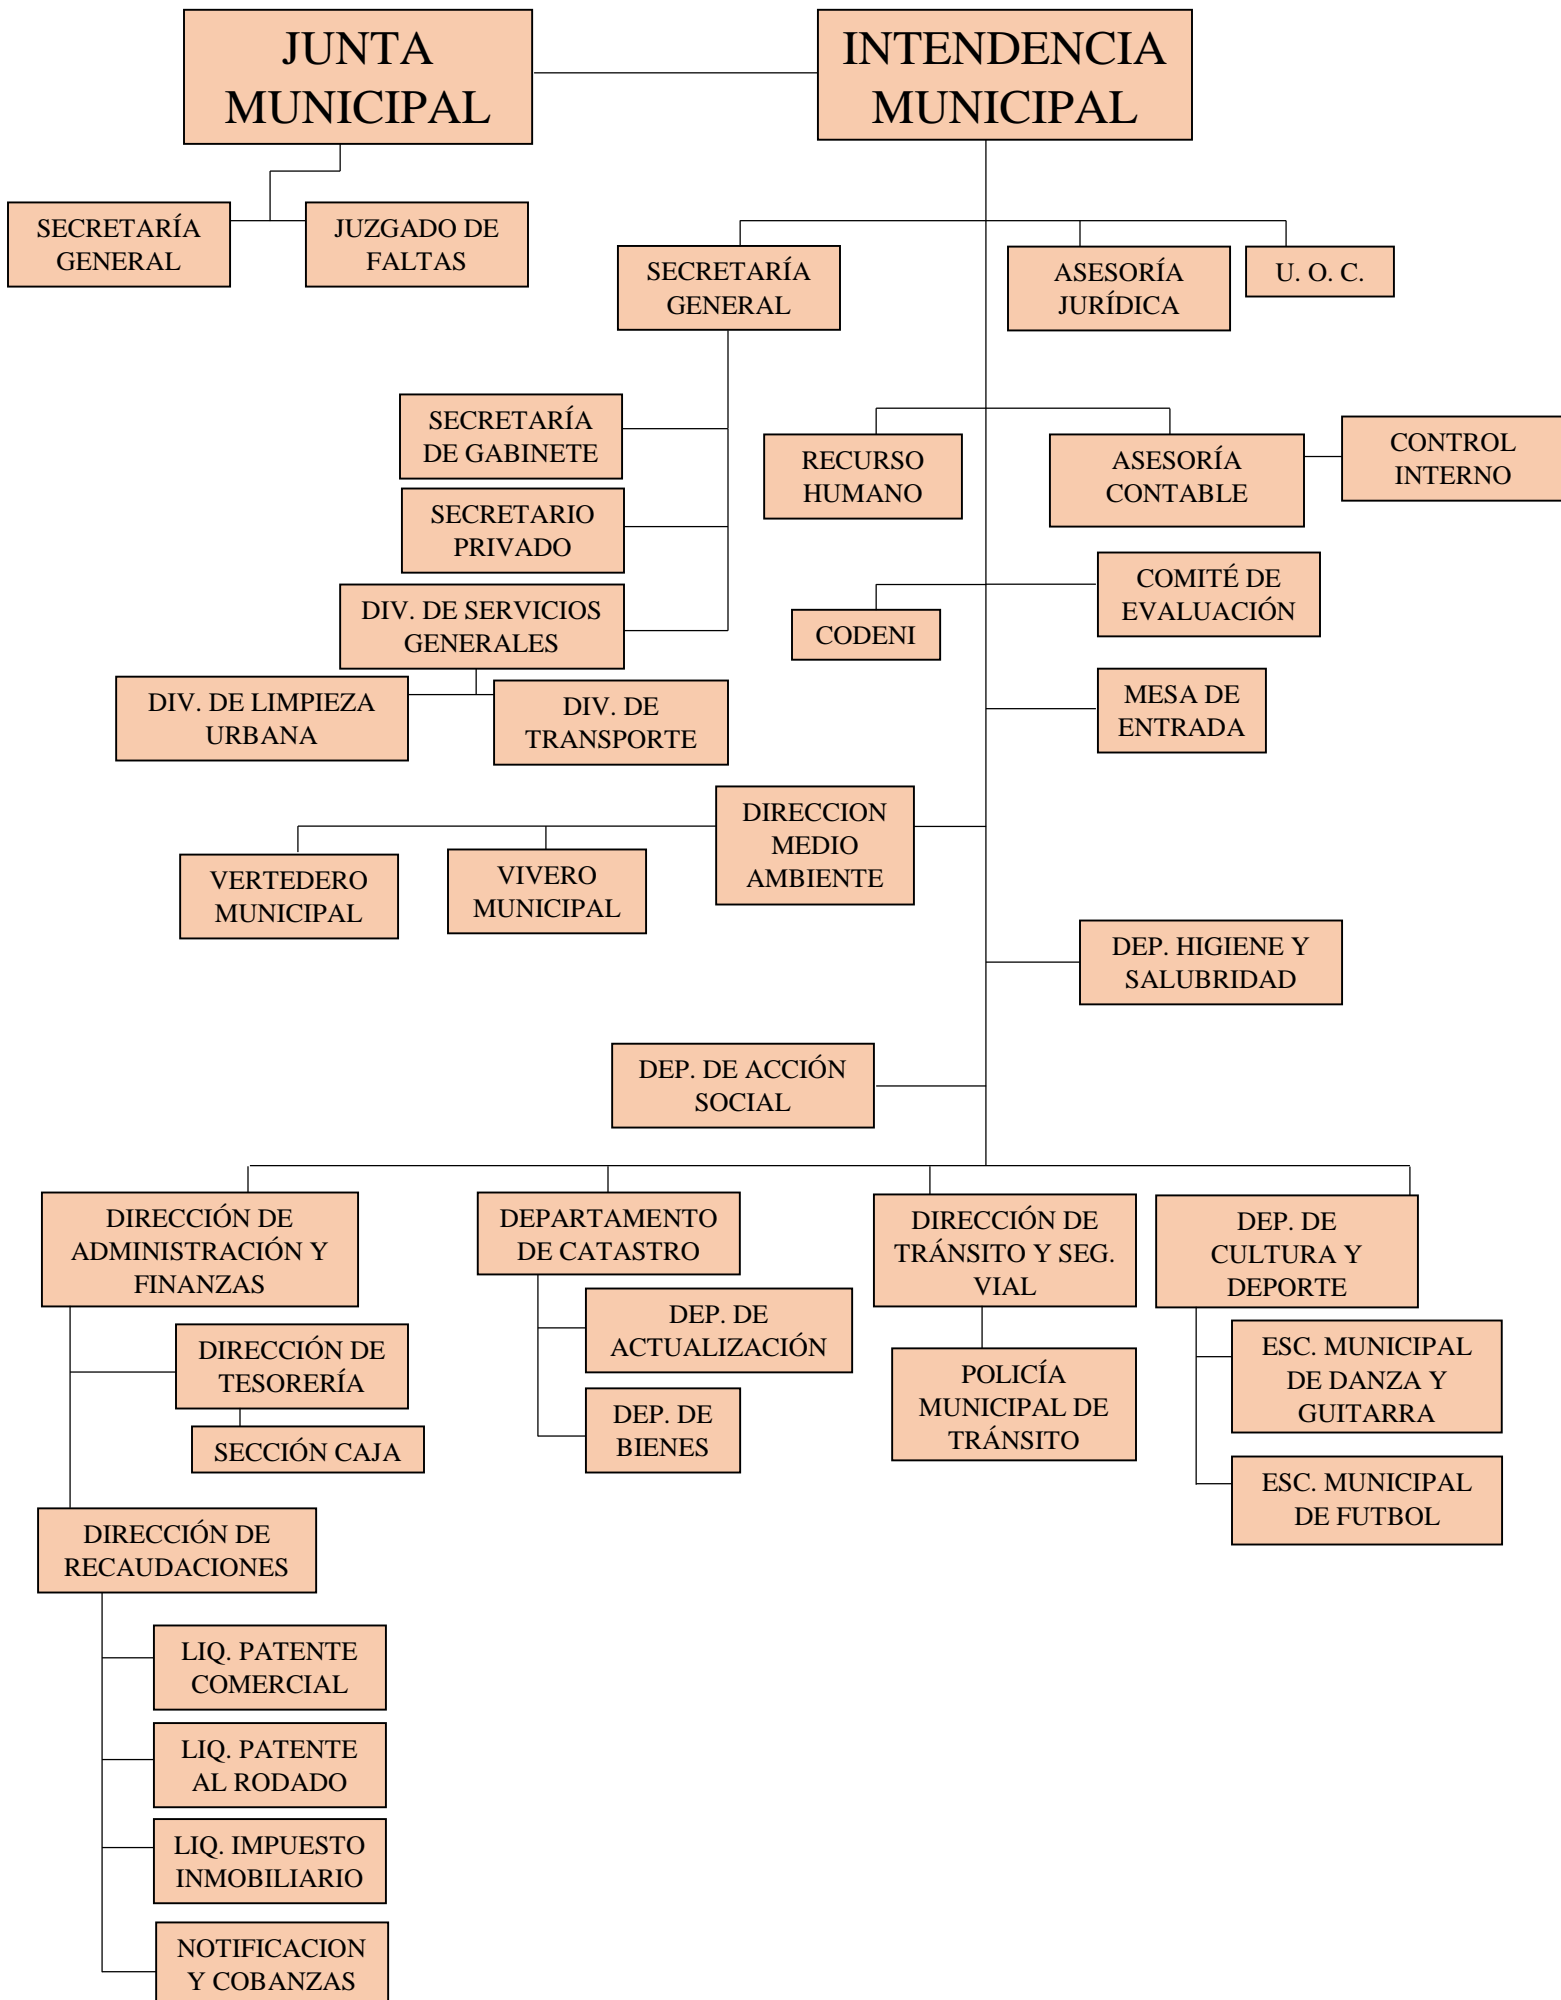 JUNTA
MUNICIPAL
INTENDENCIA
MUNICIPAL
SECRETARÍA
GENERAL
JUZGADO DE
FALTAS
SECRETARÍA
GENERAL
ASESORÍA
JURÍDICA
U. O. C.
SECRETARÍA
DE GABINETE
RECURSO
HUMANO
ASESORÍA
CONTABLE
CONTROL
INTERNO
SECRETARIO
PRIVADO
DIV. DE SERVICIOS
GENERALES
CODENI
COMITÉ DE
EVALUACIÓN
DIV. DE LIMPIEZA
URBANA
DIV. DE
TRANSPORTE
MESA DE
ENTRADA
DIRECCION
MEDIO
AMBIENTE
VERTEDERO
MUNICIPAL
VIVERO
MUNICIPAL
DEP. HIGIENE Y
SALUBRIDAD
DEP. DE ACCIÓN
SOCIAL
DIRECCIÓN DE
ADMINISTRACIÓN Y
FINANZAS
DEPARTAMENTO
DE CATASTRO
DIRECCIÓN DE
TRÁNSITO Y SEG.
VIAL
DEP. DE
CULTURA Y
DEPORTE
DIRECCIÓN DE
TESORERÍA
SECCIÓN CAJA
DEP. DE
ACTUALIZACIÓN
DEP. DE
BIENES
POLICÍA
MUNICIPAL DE
TRÁNSITO
ESC. MUNICIPAL
DE DANZA Y
GUITARRA
ESC. MUNICIPAL
DE FUTBOL
DIRECCIÓN DE
RECAUDACIONES
LIQ. PATENTE
COMERCIAL
LIQ. PATENTE
AL RODADO
LIQ. IMPUESTO
INMOBILIARIO
NOTIFICACION
Y COBANZAS